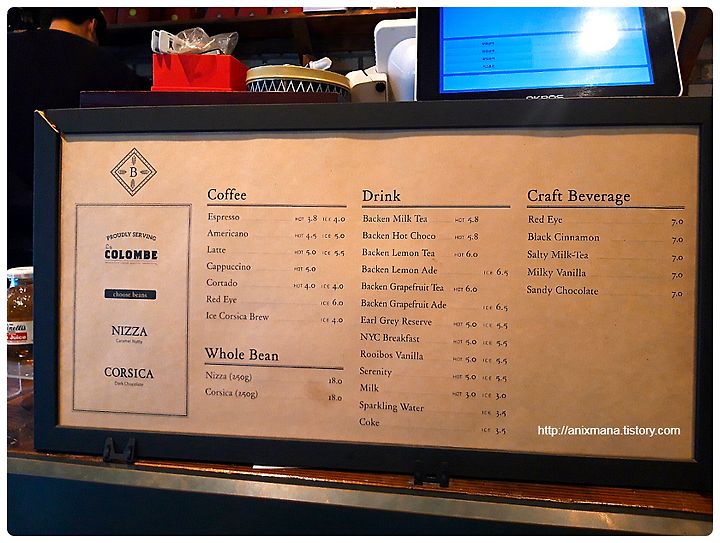 OKPOS
B
PROUDLY SERVING
La
COLOMBE
choose beans
NIZZA
Caramel Nutty
CORSICA
Dark Chocolate
Coffee
Espresso HOT 3.8 ICE 4.0
Americano HOT 4.5 ICE 5.0
Latte HOT 5.0 ICE 5.5
Cappuccino HOT 5.0
Cortado HOT 4.0 ICE 4.0
Red Eye ICE 6.0
Ice Corsica Brew ICE 4.0
Whole Bean
Nizza (250g) 18.0
Corsica (250g) 18.0
Drink
Backen Milk Tea HOT 5.8
Backen Hot Choco HOT 5.8
Backen Lemon Tea HOT 6.0
Backen Lemon Ade ICE 6.5
Backen Grapefruit Tea HOT 6.0
Backen Grapefruit Ade ICE 6.5
Earl Grey Reserve HOT 5.0 ICE 5.5
NYC Breakfast HOT 5.0 ICE 5.5
Rooibos Vanilla HOT 5.0 ICE 5.5
Serenity HOT 5.0 ICE 5.5
Milk HOT 3.0 ICE 3.0
Sparkling Water ICE 3.5
Coke ICE 3.5
Craft Beverage
Red Eye 7.0
Black Cinnamon 7.0
Salty Milk-Tea 7.0
Milky Vanilla 7.0
Sandy Chocolate 7.0
http://anixmana.tistory.com